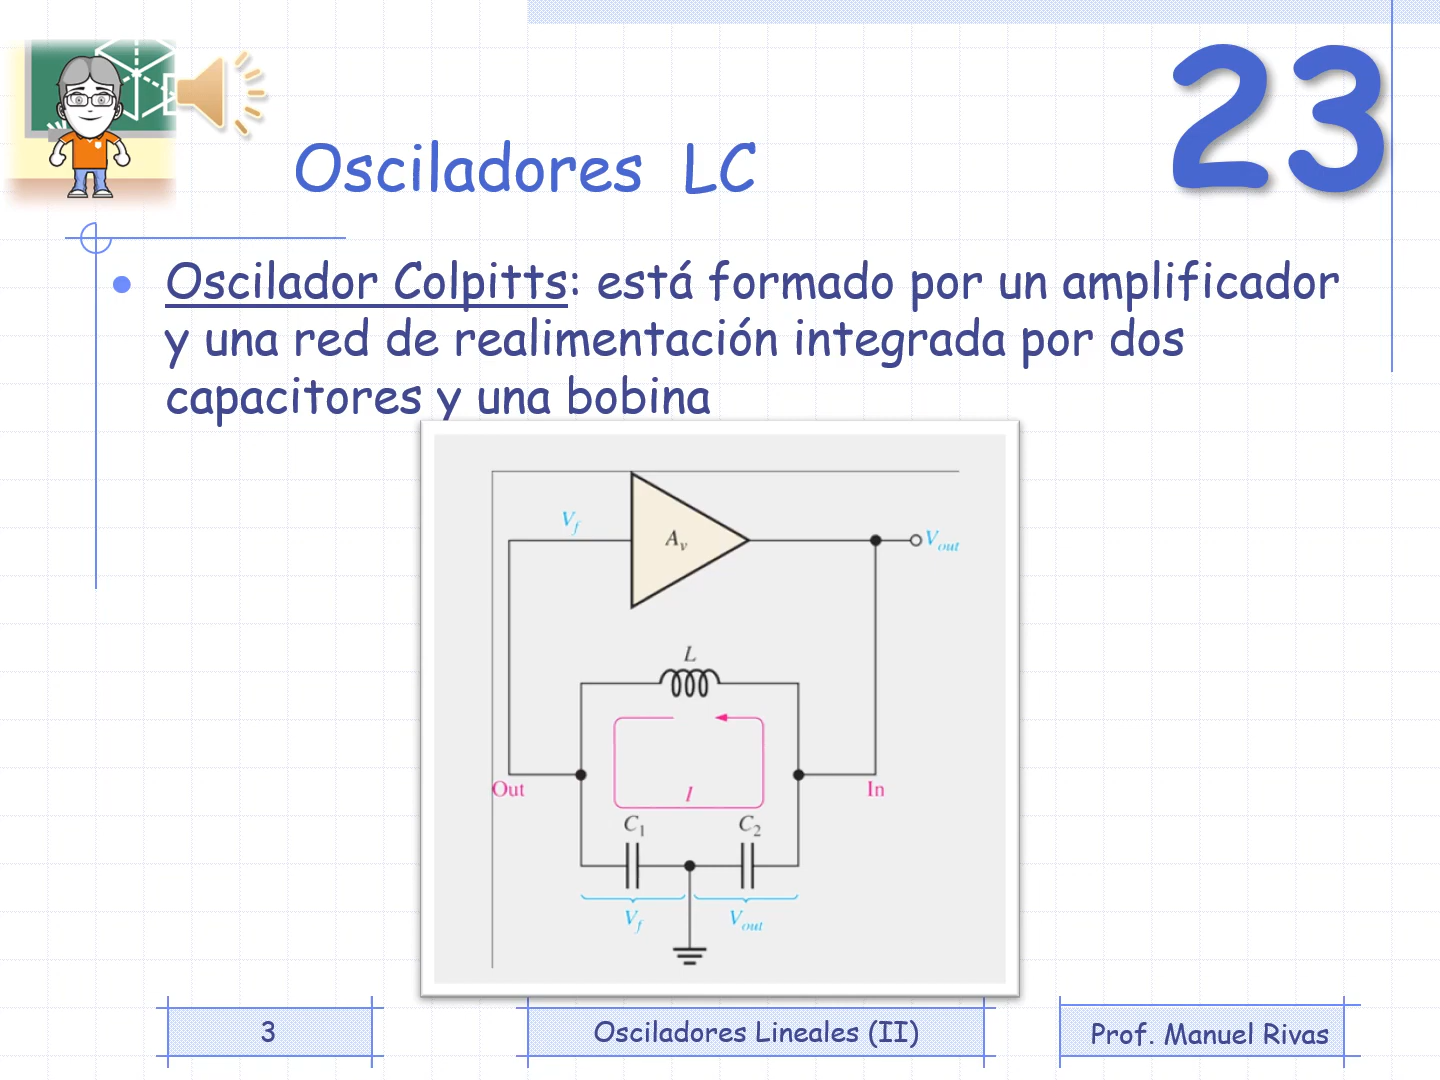 23
Osciladores LC
Oscilador Colpitts: está formado por un amplificador
y una red de realimentación integrada por dos
capacitores y una bobina
Vf
Av
Vout
L
Out
I
In
C1
C2
Vf
Vout
3
Osciladores Lineales (II)
Prof. Manuel Rivas